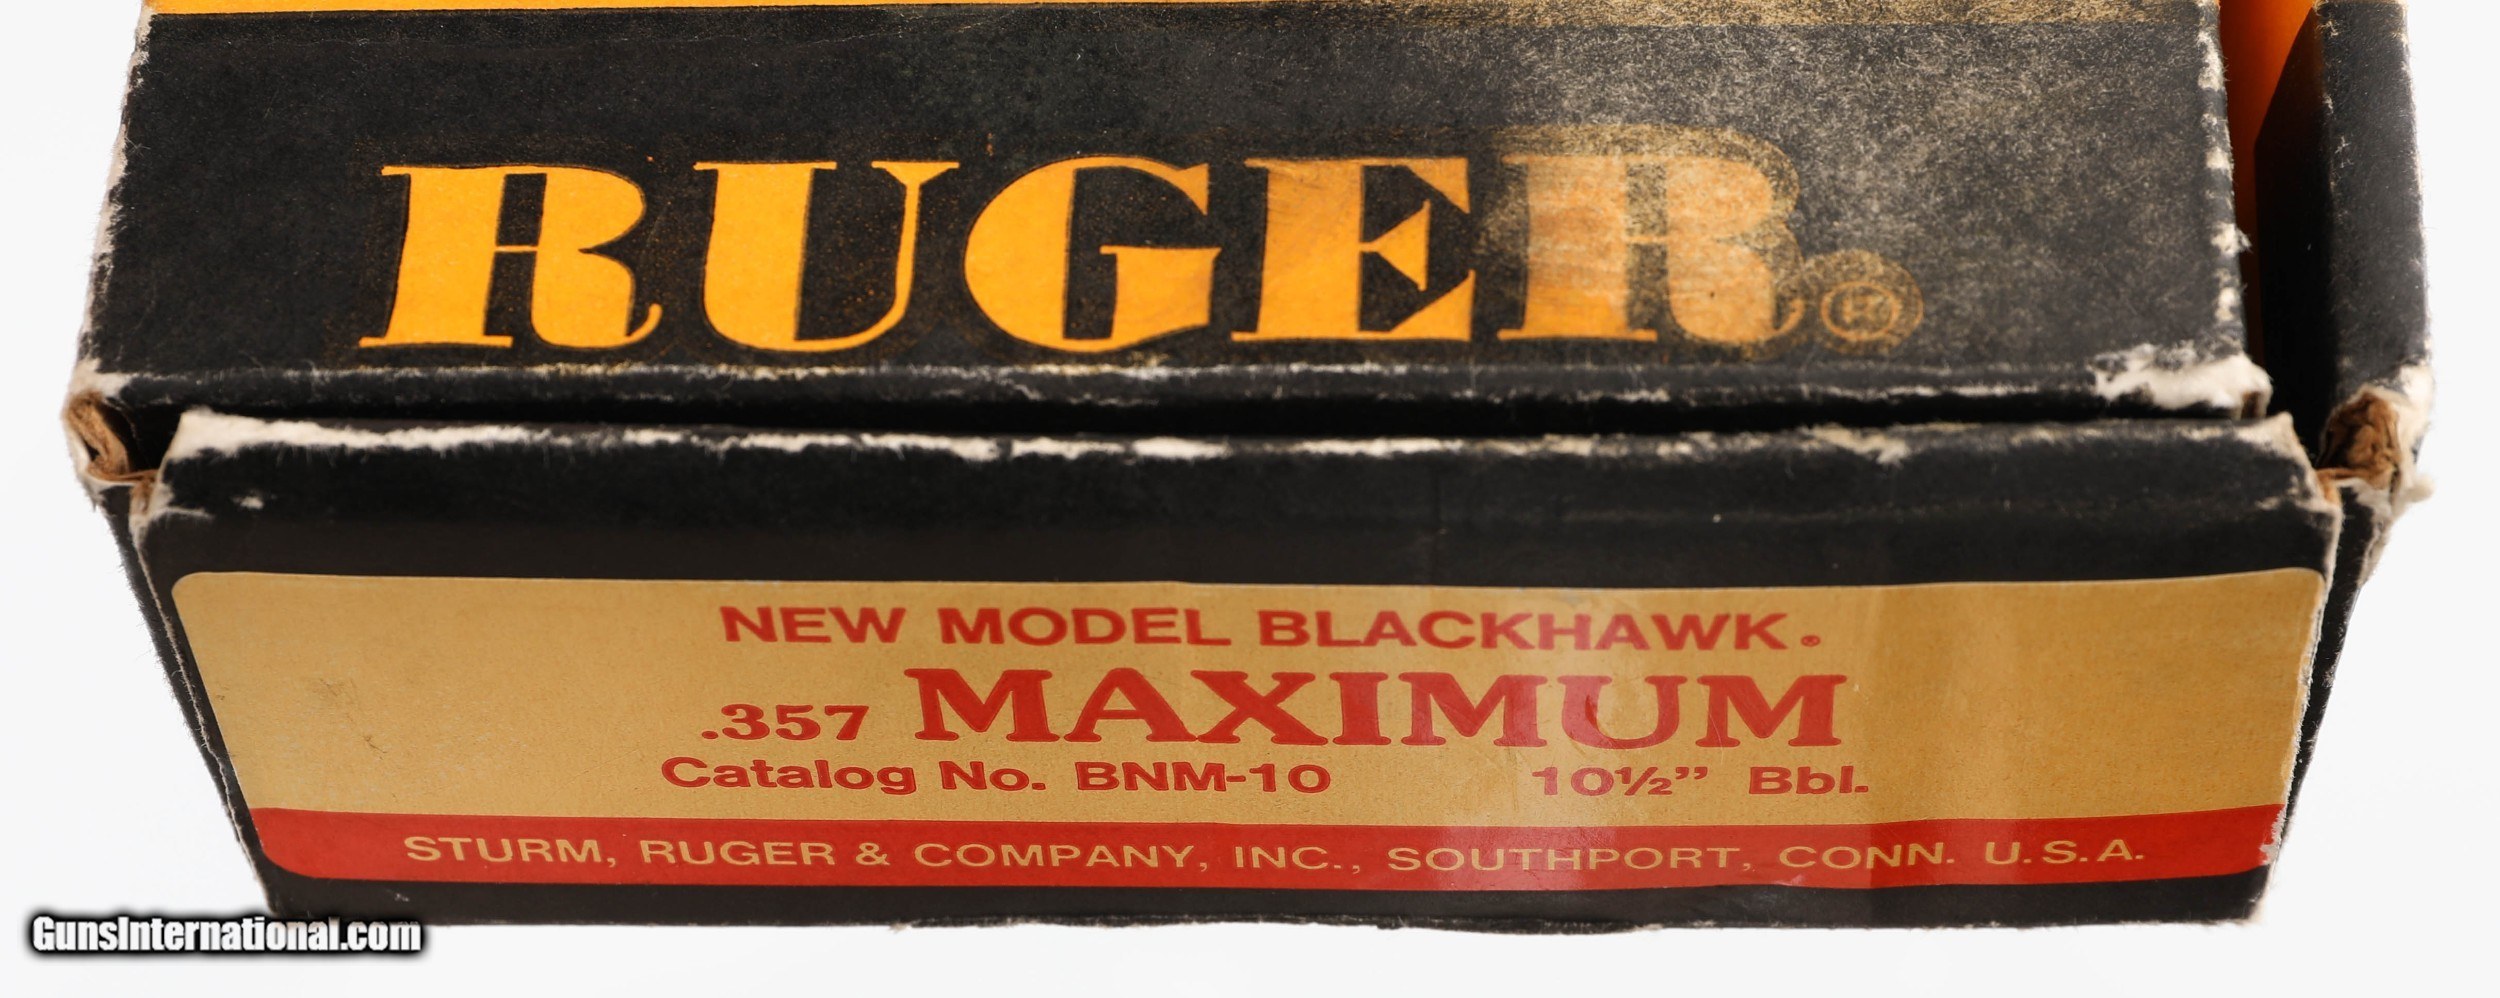 RUGER®
NEW MODEL BLACKHAWK®
.357 MAXIMUM
Catalog No. BNM-10 10½” Bbl.
STURM, RUGER & COMPANY, INC., SOUTHPORT, CONN. U.S.A.
GunsInternational.com